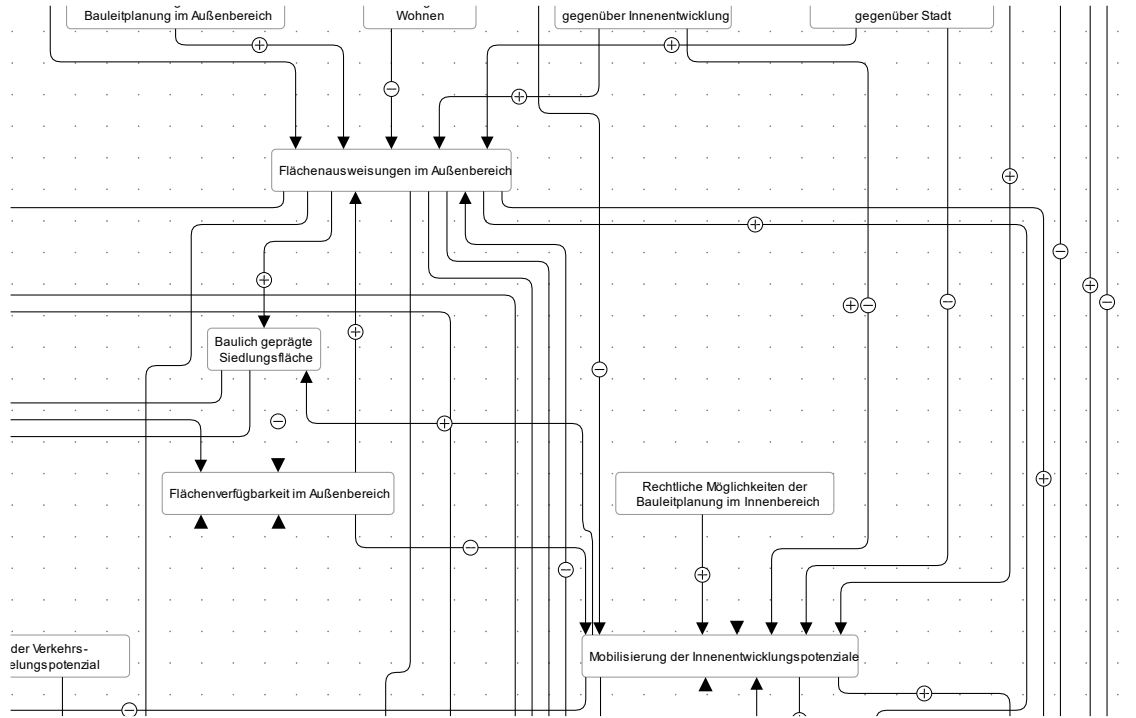 Bauleitplanung im Außenbereich
Wohnen
gegenüber Innenentwicklung
gegenüber Stadt
Flächenausweisungen im Außenbereich
Baulich geprägte
Siedlungsfläche
Flächenverfügbarkeit im Außenbereich
Rechtliche Möglichkeiten der
Bauleitplanung im Innenbereich
der Verkehrs-
elungspotenzial
Mobilisierung der Innenentwicklungspotenziale